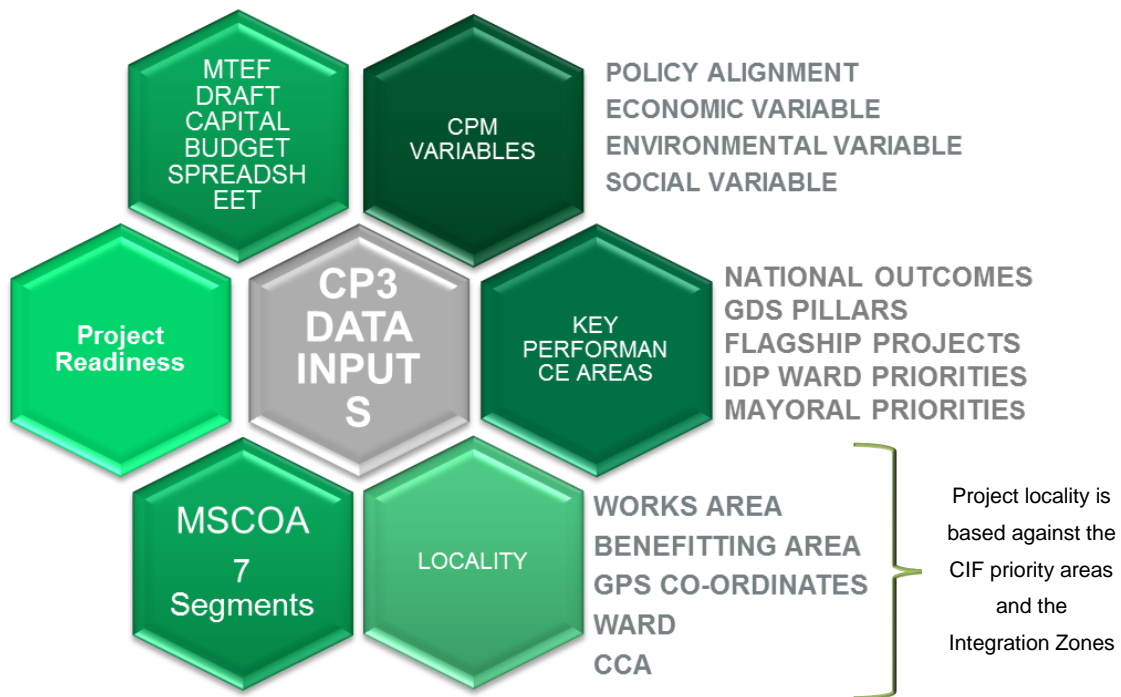 MTEF
DRAFT
CAPITAL
BUDGET
SPREADSH
EET
CPM
VARIABLES
POLICY ALIGNMENT
ECONOMIC VARIABLE
ENVIRONMENTAL VARIABLE
SOCIAL VARIABLE
Project
Readiness
CP3
DATA
INPUT
S
KEY
PERFORMAN
CE AREAS
NATIONAL OUTCOMES
GDS PILLARS
FLAGSHIP PROJECTS
IDP WARD PRIORITIES
MAYORAL PRIORITIES
MSCOA
7
Segments
LOCALITY
WORKS AREA
BENEFITTING AREA
GPS CO-ORDINATES
WARD
CCA
Project locality is
based against the
CIF priority areas
and the
Integration Zones